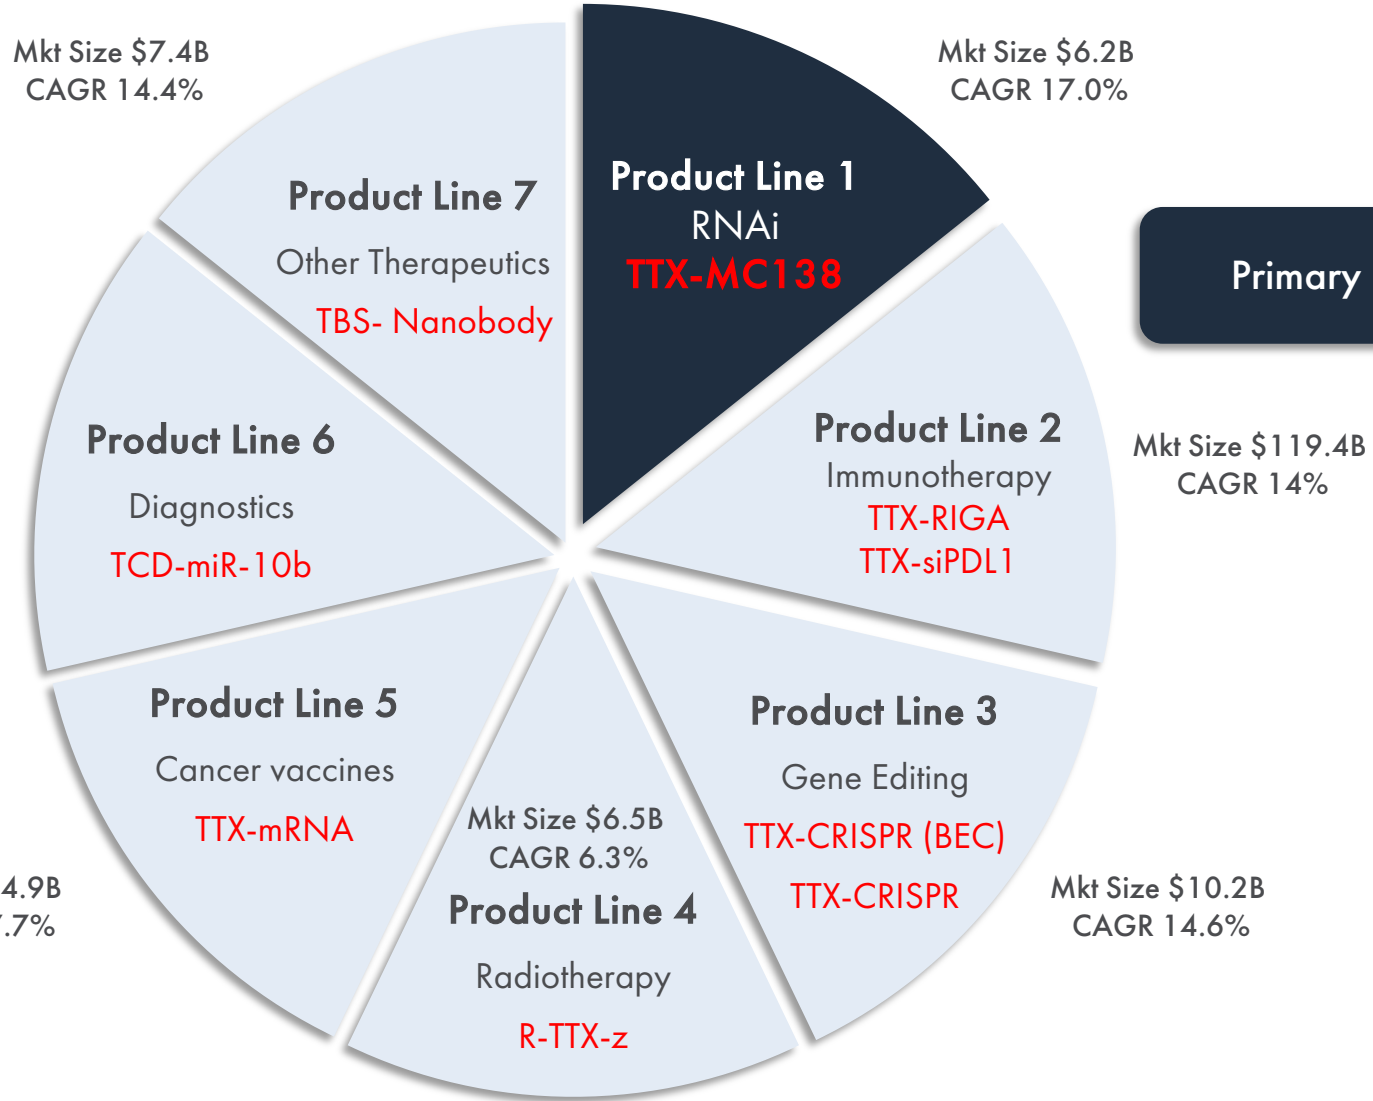 Mkt Size $7.4B
CAGR 14.4%
Mkt Size $6.2B
CAGR 17.0%
Product Line 1
RNAi
TTX-MC138
Primary
Product Line 7
Other Therapeutics
TBS- Nanobody
Product Line 2
Immunotherapy
TTX-RIGA
TTX-siPDL1
Mkt Size $119.4B
CAGR 14%
Product Line 6
Diagnostics
TCD-miR-10b
Product Line 3
Gene Editing
TTX-CRISPR (BEC)
TTX-CRISPR
Mkt Size $10.2B
CAGR 14.6%
Product Line 5
Cancer vaccines
TTX-mRNA
4.9B
.7%
Mkt Size $6.5B
CAGR 6.3%
Product Line 4
Radiotherapy
R-TTX-z